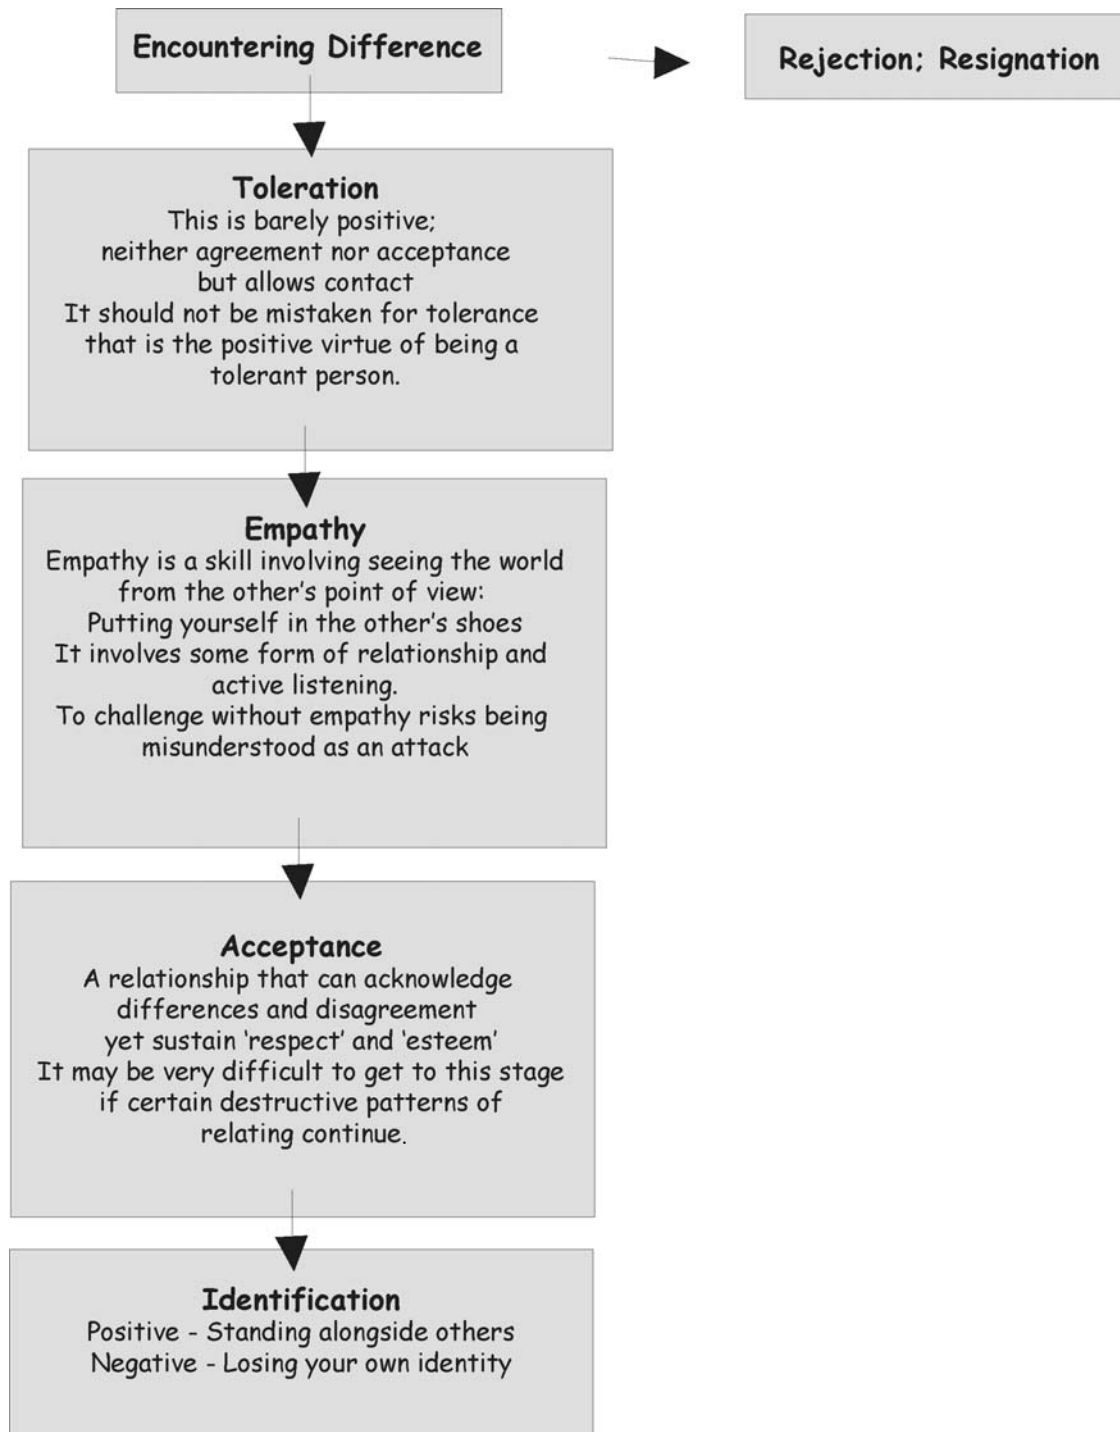 Encountering Difference
Rejection; Resignation
Toleration
This is barely positive;
neither agreement nor acceptance
but allows contact
It should not be mistaken for tolerance
that is the positive virtue of being a
tolerant person.
Empathy
Empathy is a skill involving seeing the world
from the other’s point of view:
Putting yourself in the other’s shoes
It involves some form of relationship and
active listening.
To challenge without empathy risks being
misunderstood as an attack
Acceptance
A relationship that can acknowledge
differences and disagreement
yet sustain ‘respect’ and ‘esteem’
It may be very difficult to get to this stage
if certain destructive patterns of
relating continue.
Identification
Positive - Standing alongside others
Negative - Losing your own identity